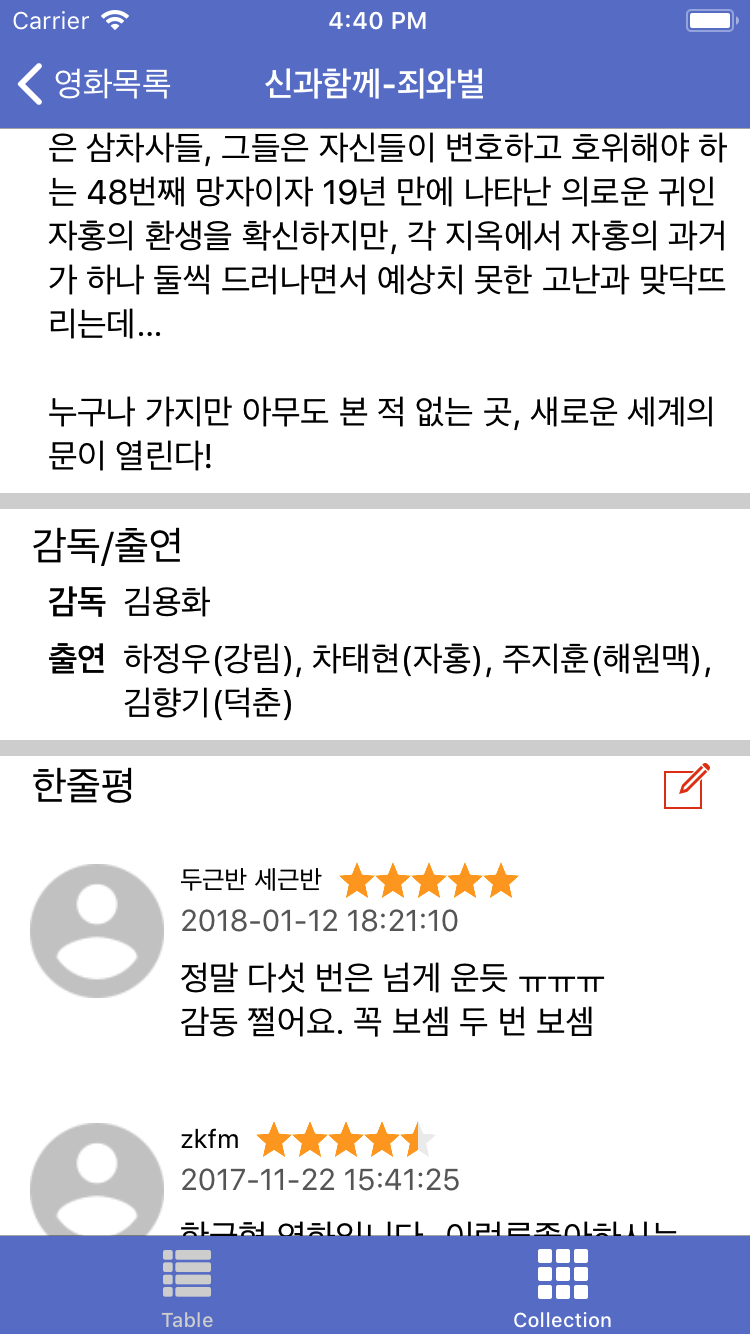 Carrier 4:40 PM
영화목록 신과함께-죄와벌
은 삼차사들, 그들은 자신들이 변호하고 호위해야 하
는 48번째 망자이자 19년 만에 나타난 의로운 귀인
자홍의 환생을 확신하지만, 각 지옥에서 자홍의 과거
가 하나 둘씩 드러나면서 예상치 못한 고난과 맞닥뜨
리는데...
누구나 가지만 아무도 본 적 없는 곳, 새로운 세계의
문이 열린다!
감독/출연
감독 김용화
출연 하정우(강림), 차태현(자홍), 주지훈(해원맥),
김향기(덕춘)
한줄평
두근반 세근반
2018-01-12 18:21:10
정말 다섯 번은 넘게 운듯 ㅠㅠㅠ
감동 쩔어요. 꼭 보셈 두 번 보셈
zkfm
2017-11-22 15:41:25
영화입니다.
Table Collection